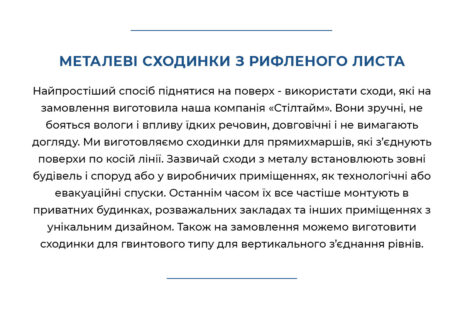 МЕТАЛЕВІ СХОДИНКИ З РИФЛЕНОГО ЛИСТА
Найпростіший спосіб піднятися на поверх - використати сходи, які на
замовлення виготовила наша компанія «Стілтайм». Вони зручні, не
бояться вологи і впливу їдких речовин, довговічні і не вимагають
догляду. Ми виготовляємо сходинки для прямихмаршів, які з’єднують
поверхи по косій лінії. Зазвичай сходи з металу встановлюють зовні
будівель і споруд або у виробничих приміщеннях, як технологічні або
евакуаційні спуски. Останнім часом їх все частіше монтують в
приватних будинках, розважальних закладах та інших приміщеннях з
унікальним дизайном. Також на замовлення можемо виготовити
сходинки для гвинтового типу для вертикального з’єднання рівнів.